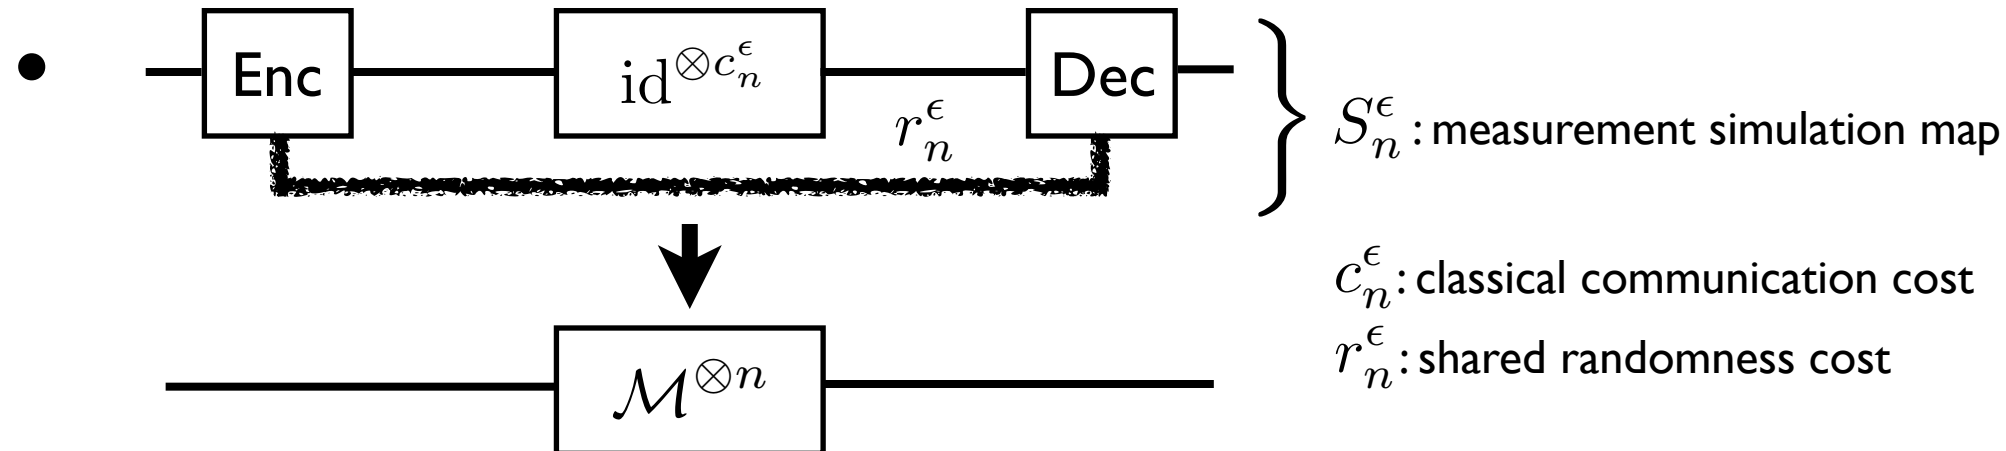 • Enc id^{⊗c_n^ϵ} Dec
r_n^ϵ
S_n^ϵ : measurement simulation map
c_n^ϵ : classical communication cost
r_n^ϵ : shared randomness cost
ℳ^{⊗n}